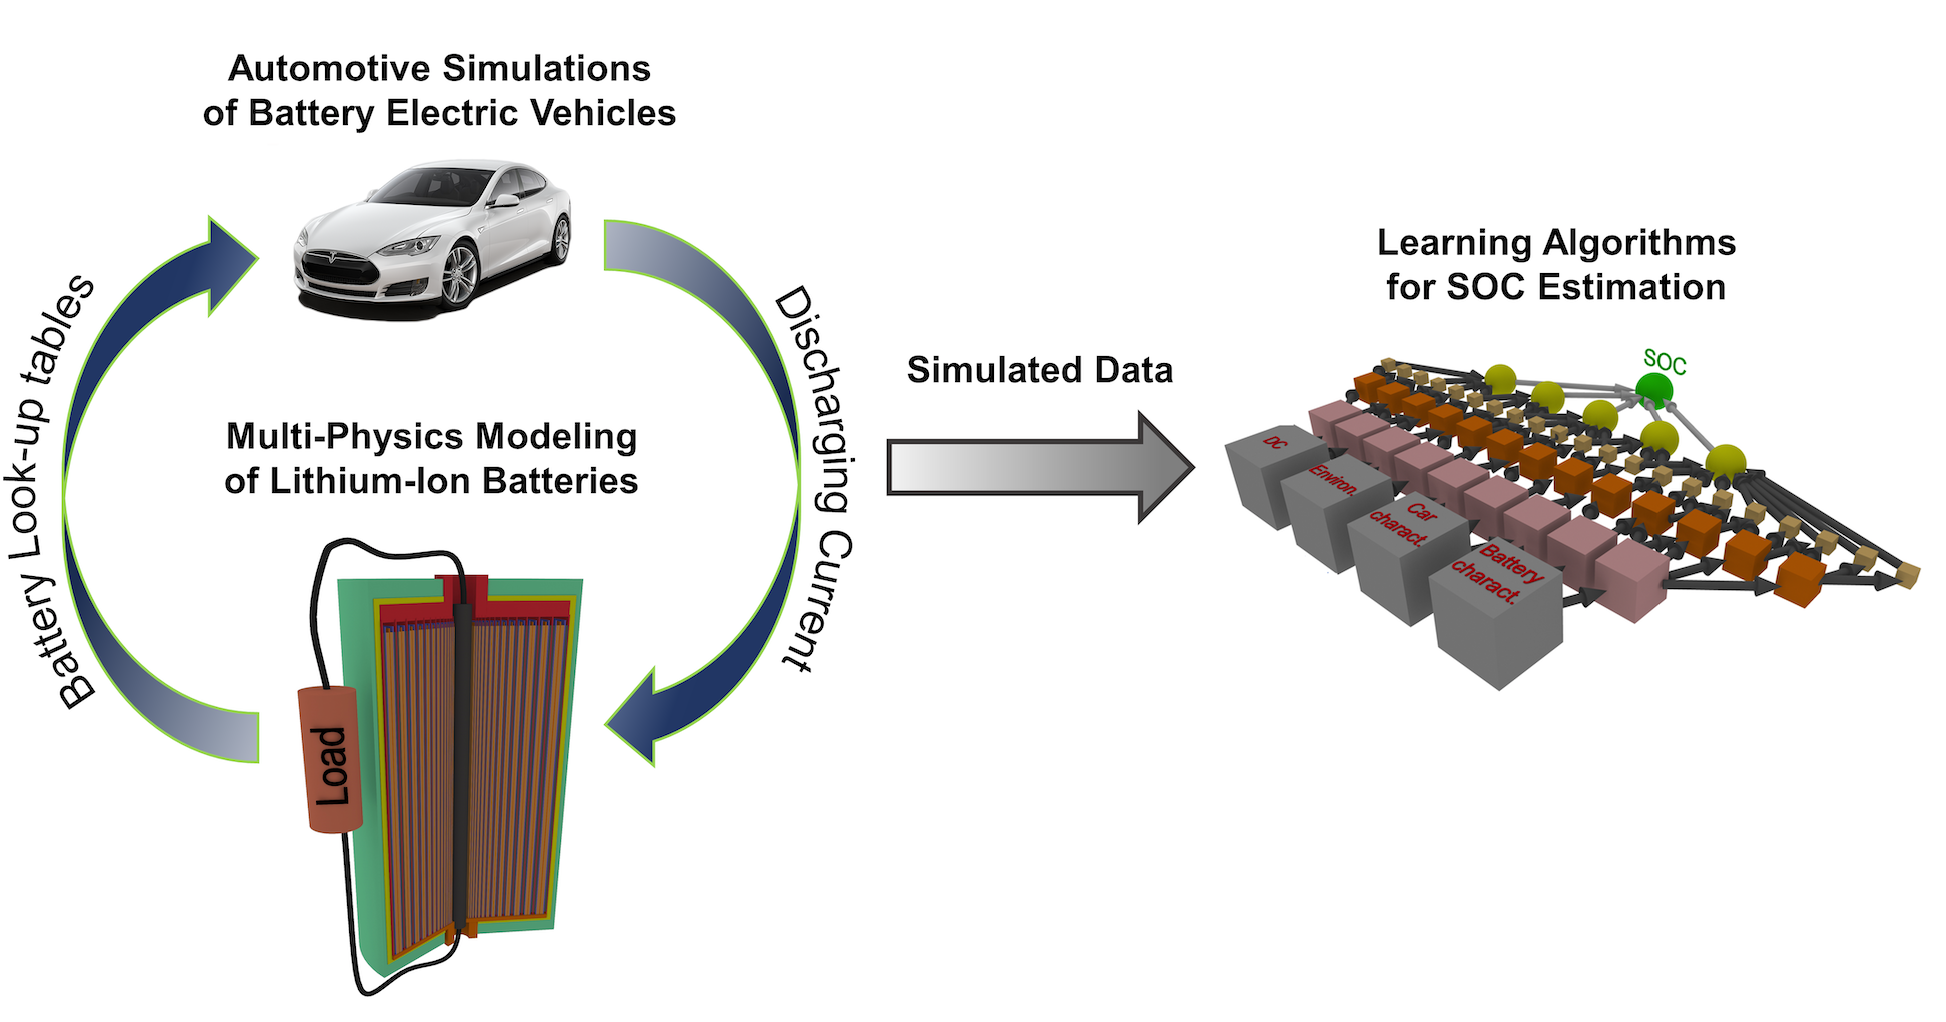 Automotive Simulations
of Battery Electric Vehicles
Battery Look-up tables
Discharging Current
Multi-Physics Modeling
of Lithium-Ion Batteries
Load
Simulated Data
Learning Algorithms
for SOC Estimation
SOC
DC
Environ.
Car
charact.
Battery
charact.